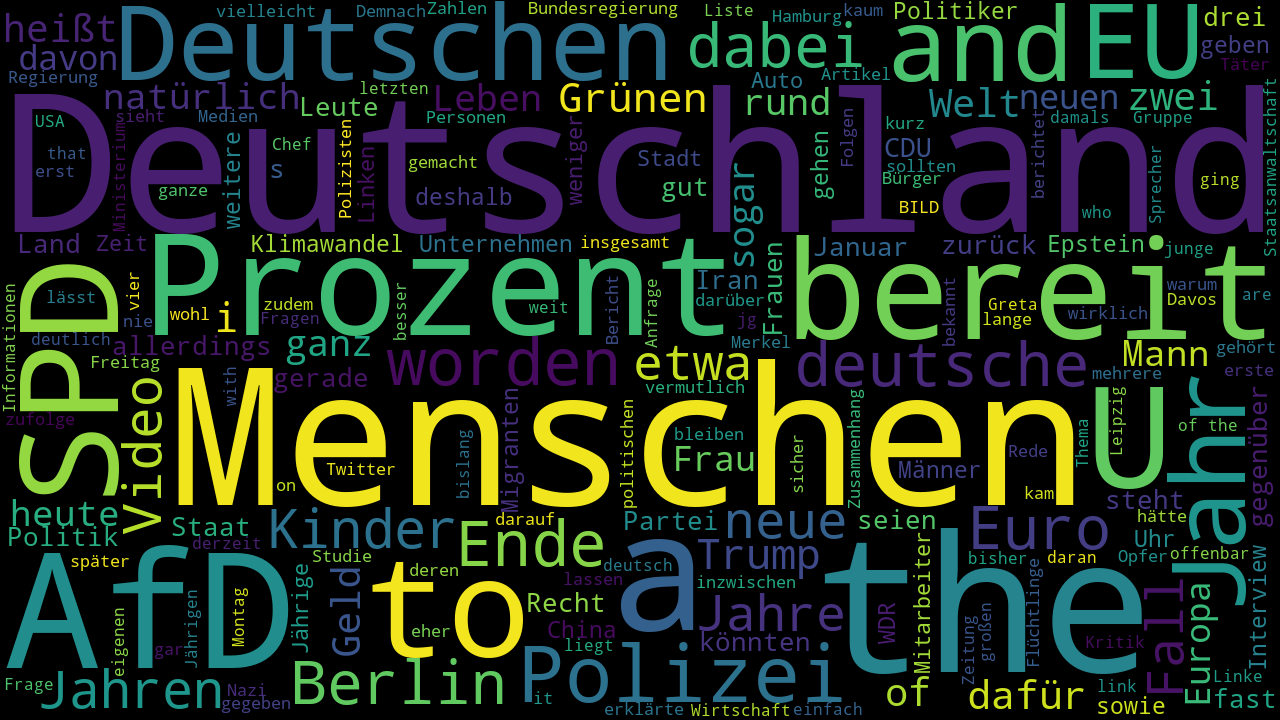 vielleicht
Demnach
Zahlen
Bundesregierung
Liste
Hamburg
kaum
Politiker
drei
heißt
Deutschen
dabei
and
EU
davon
geben
Regierung
Täter
natürlich
letzten
Leute
Leben
Grünen
Auto
Artikel
rund
Welt
neuen
zwei
USA
sieht
Medien
Personen
kurz
damals
Gruppe
Deutschland
that
erst
Ministerium
weitere
Chef
s
ganze
Polizisten
Linken
gemacht
deshalb
weniger
Stadt
gut
sogar
gehen
Folgen
CDU
sollten
Bürger
BILD
berichtet
who
Sprecher
ging
Staatsanwaltschaft
Land
Zeit
Klimawandel
Unternehmen
insgesamt
Januar
zurück
Epstein
junge
Prozent
bereit
Iran
darüber
Frauen
Informationen
lässt
SPD
vier
wohl
i
zudem
Fragen
nie
deutlich
besser
weit
Bericht
Anfrage
jg
Merkel
bekannt
Greta
lange
wirklich
warum
Davos
are
gehört
Freitag
allerdings
ganz
gerade
worden
etwa
deutsche
Mann
mehrere
erste
zufolge
Video
with
Menschen
Migranten
vermutlich
U
Jahr
Leipzig
of the
gegenüber
Twitter
on
bislang
politischen
bleiben
Frau
sicher
Zusammenhang
Männer
Rede
kam
Thema
steht
hätte
heute
Politik
Staat
derzeit
Kinder
darauf
Ende
Partei
neue
seien
Euro
Uhr
später
AfD
Studie
deren
to
lassen
deutsch
a
Trump
inzwischen
the
bisher
daran
Opfer
offenbar
Interview
eigenen
gar
Jährigen
Montag
Jährige
Geld
eher
Recht
China
liegt
Jahre
könnten
WDR
Mitarbeiter
Zeitung
großen
Flüchtlinge
Kritik
Fall
Europa
Linke
Frage
Jahren
Nazi
gegeben
Berlin
Polizei
it
erklärte
Wirtschaft
einfach
of
dafür
link
sowie
fast